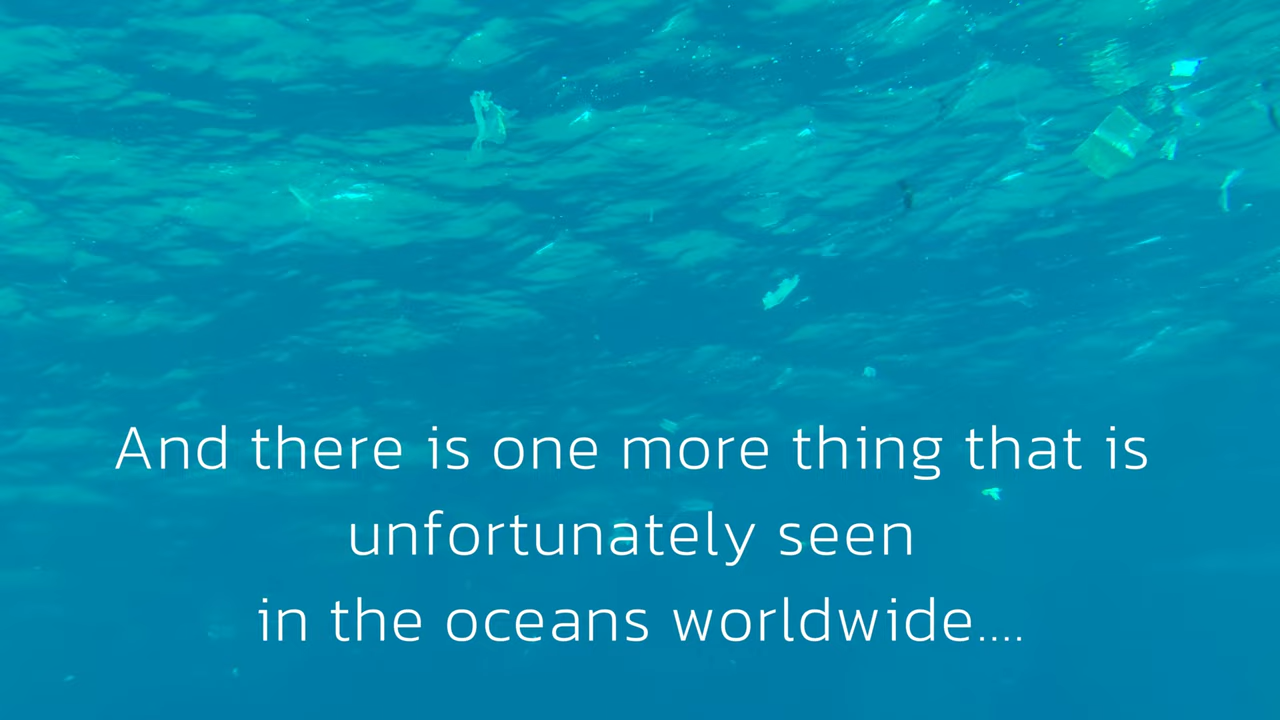 And there is one more thing that is
unfortunately seen
in the oceans worldwide....